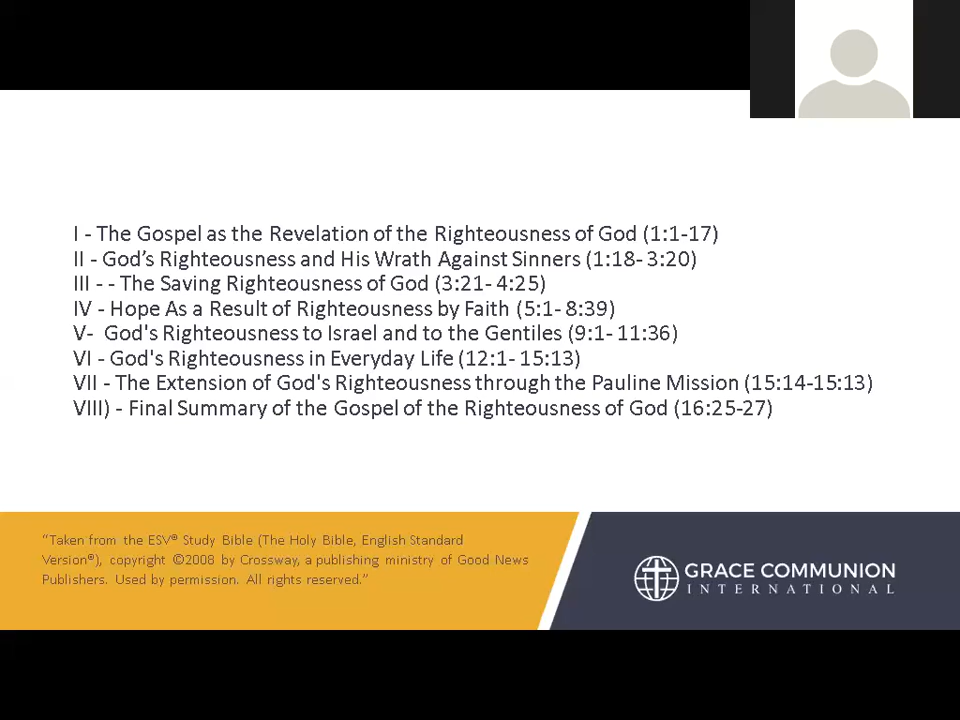 I - The Gospel as the Revelation of the Righteousness of God (1:1-17)
II - God’s Righteousness and His Wrath Against Sinners (1:18- 3:20)
III - - The Saving Righteousness of God (3:21- 4:25)
IV - Hope As a Result of Righteousness by Faith (5:1- 8:39)
V-  God's Righteousness to Israel and to the Gentiles (9:1- 11:36)
VI - God's Righteousness in Everyday Life (12:1- 15:13)
VII - The Extension of God's Righteousness through the Pauline Mission (15:14-15:13)
VIII) - Final Summary of the Gospel of the Righteousness of God (16:25-27)
“Taken from the ESV® Study Bible (The Holy Bible, English Standard
Version®), copyright ©2008 by Crossway, a publishing ministry of Good News
Publishers. Used by permission. All rights reserved.”
GRACE COMMUNION
INTERNATIONAL